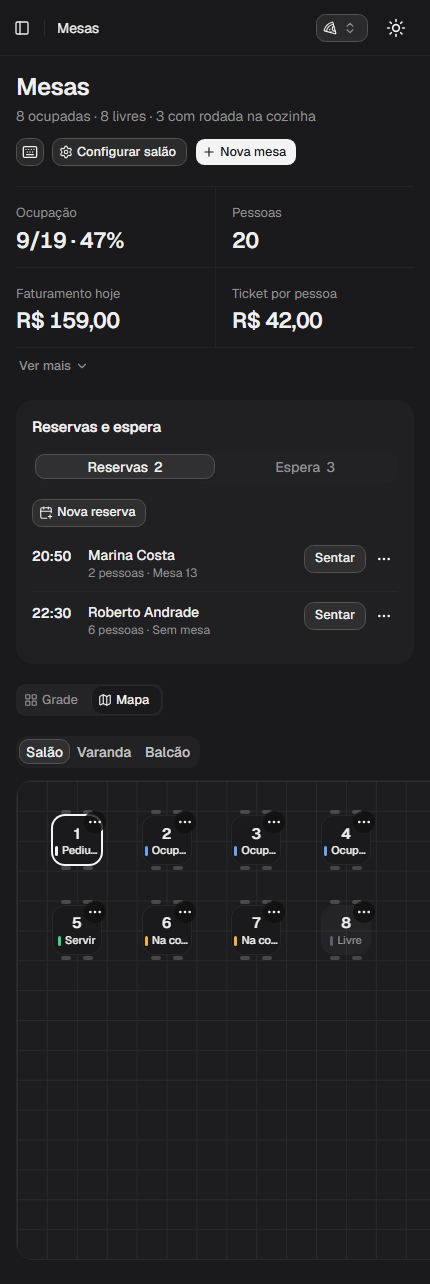 Mesas
Mesas
8 ocupadas · 8 livres · 3 com rodada na cozinha
Configurar salão
Nova mesa
Ocupação
Pessoas
9/19 · 47%
20
Faturamento hoje
Ticket por pessoa
R$ 159,00
R$ 42,00
Ver mais
Reservas e espera
Reservas 2
Espera 3
Nova reserva
20:50 Marina Costa
2 pessoas · Mesa 13
Sentar
22:30 Roberto Andrade
6 pessoas · Sem mesa
Sentar
Grade
Mapa
Salão
Varanda
Balcão
1
2
3
4
Pediu...
Ocup...
Ocup...
Ocup...
5
6
7
8
Servir
Na co...
Na co...
Livre